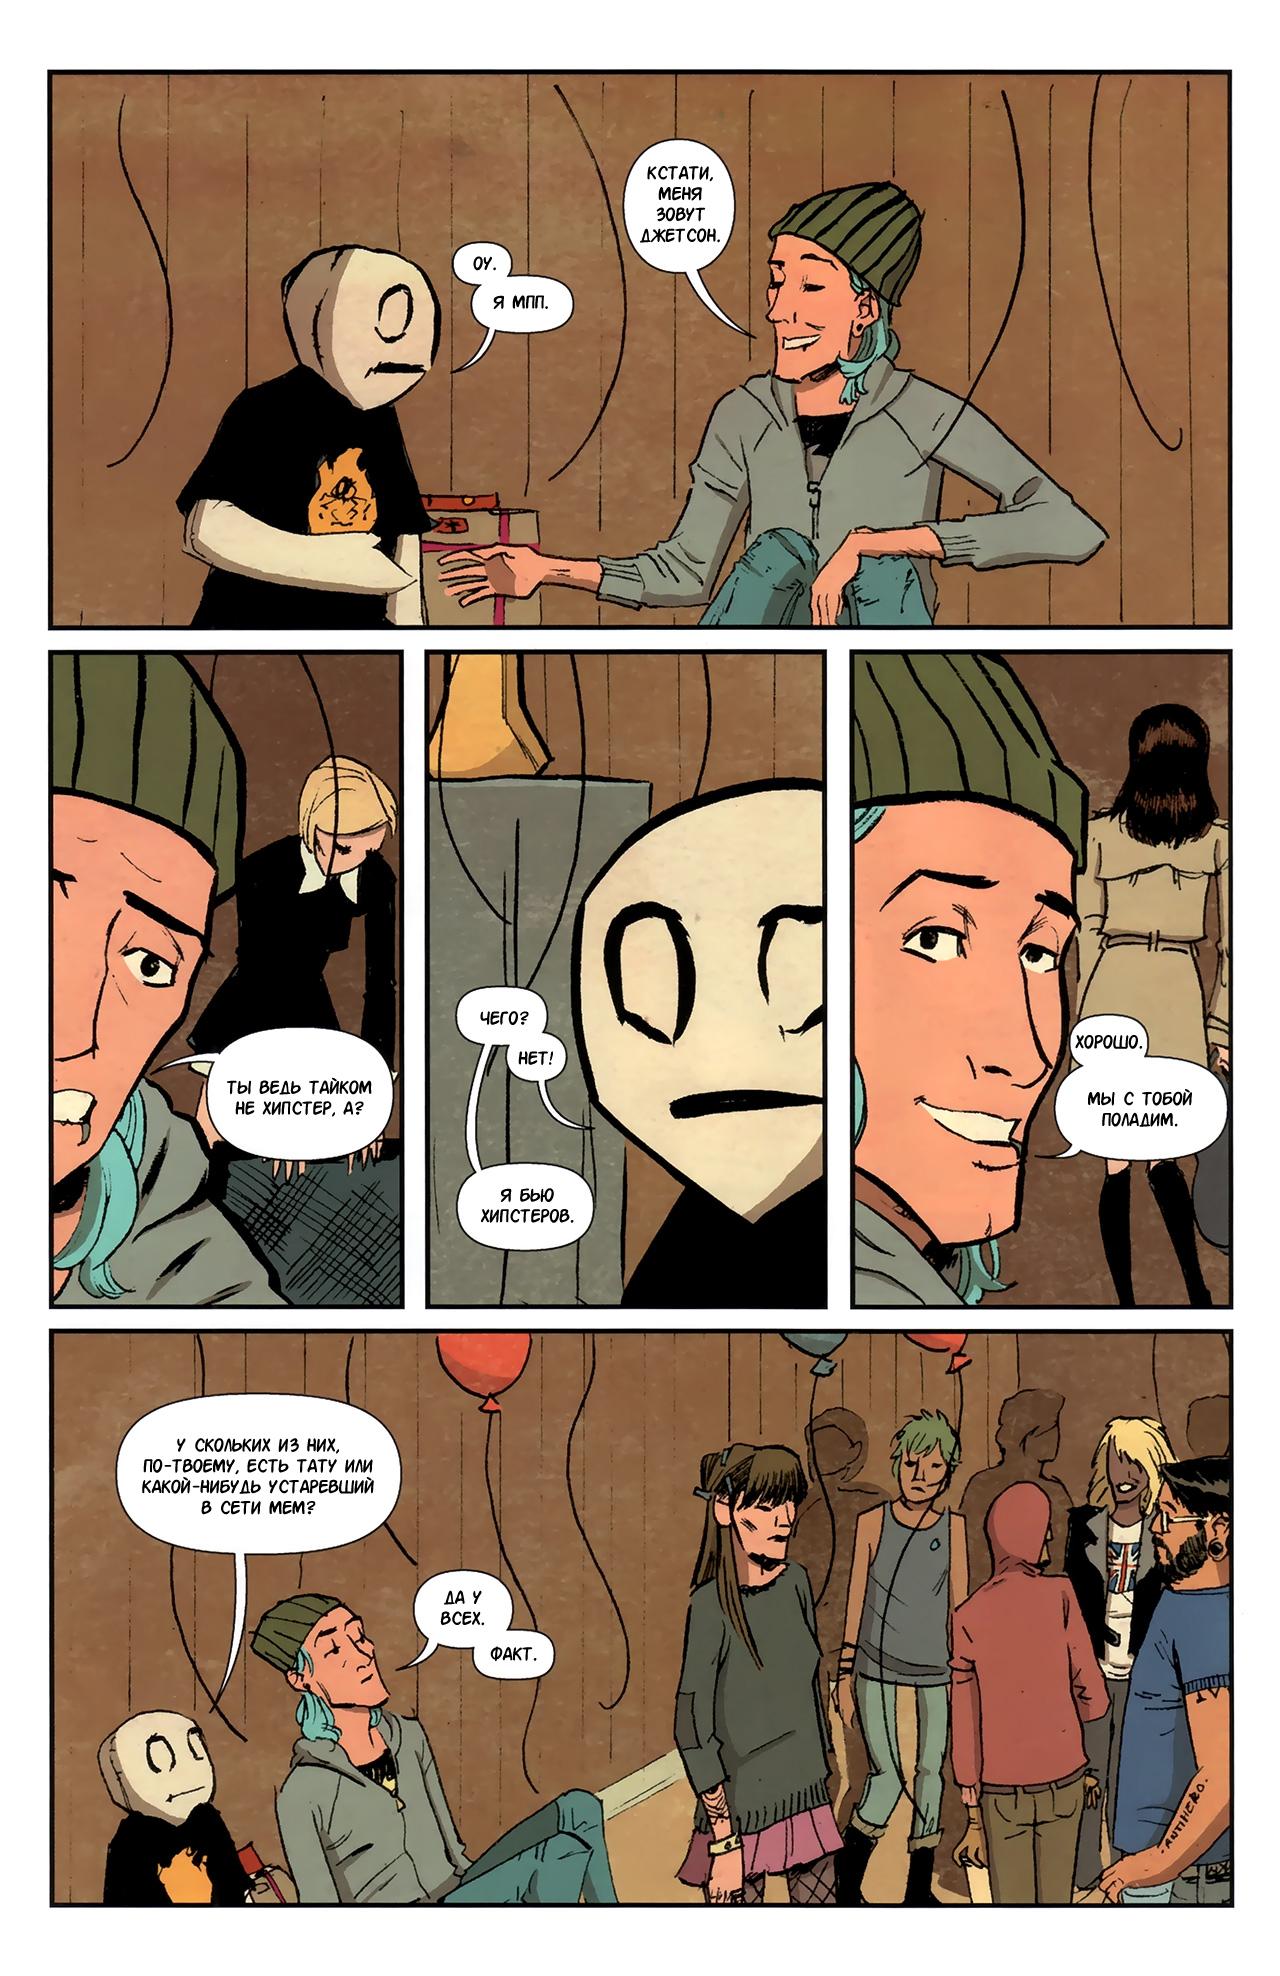 КСТАТИ,
МЕНЯ
ЗОВУТ
ДЖЕТСОН.
ОУ.
Я МПП.
ТЫ ВЕДЬ ТАЙКОМ
НЕ ХИПСТЕР, А?
ЧЕГО?
НЕТ!
Я БЬЮ
ХИПСТЕРОВ.
ХОРОШО.
МЫ С ТОБОЙ
ПОЛАДИМ.
У СКОЛЬКИХ ИЗ НИХ,
ПО-ТВОЕМУ, ЕСТЬ ТАТУ ИЛИ
КАКОЙ-НИБУДЬ УСТАРЕВШИЙ
В СЕТИ МЕМ?
ДА У
ВСЕХ.
ФАКТ.
.ANTIHERO.